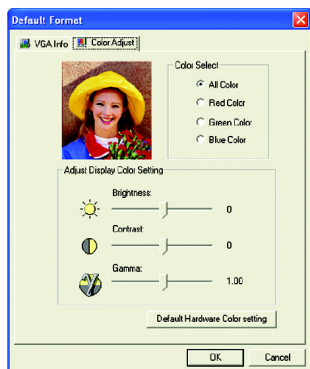 Default Format
VGA Info
Color Adjust
Color Select
All Color
Red Color
Green Color
Blue Color
Adjust Display Color Setting
Brightness:
0
Contrast:
0
Gamma:
1.00
Default Hardware Color setting
OK
Cancel